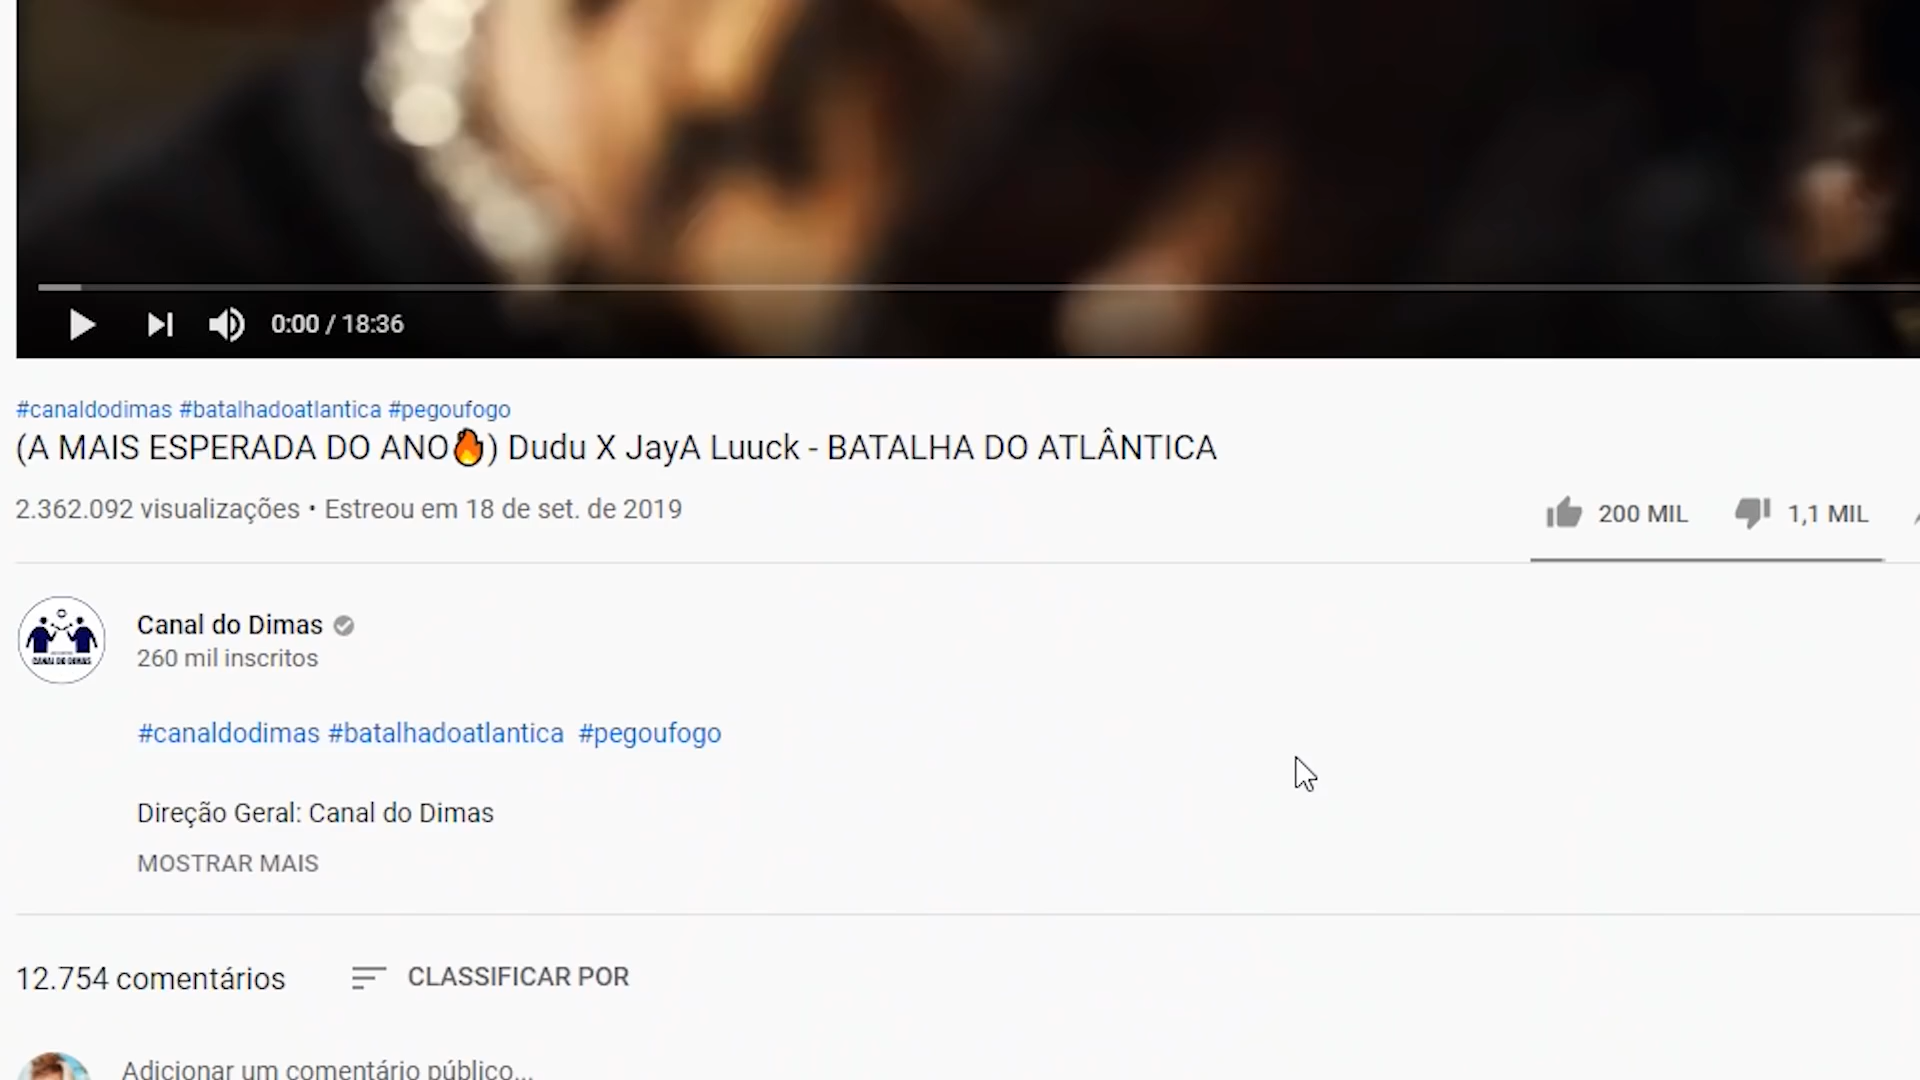 0:00 / 18:36
#canaldodimas #batalhadoatlantica #pegoufogo
(A MAIS ESPERADA DO ANO🔥) Dudu X JayA Luuck - BATALHA DO ATLÂNTICA
2.362.092 visualizações • Estreou em 18 de set. de 2019
200 MIL
1,1 MIL
CANAL DO DIMAS
Canal do Dimas
260 mil inscritos
#canaldodimas #batalhadoatlantica #pegoufogo
Direção Geral: Canal do Dimas
MOSTRAR MAIS
12.754 comentários
CLASSIFICAR POR
Adicionar um comentário público...